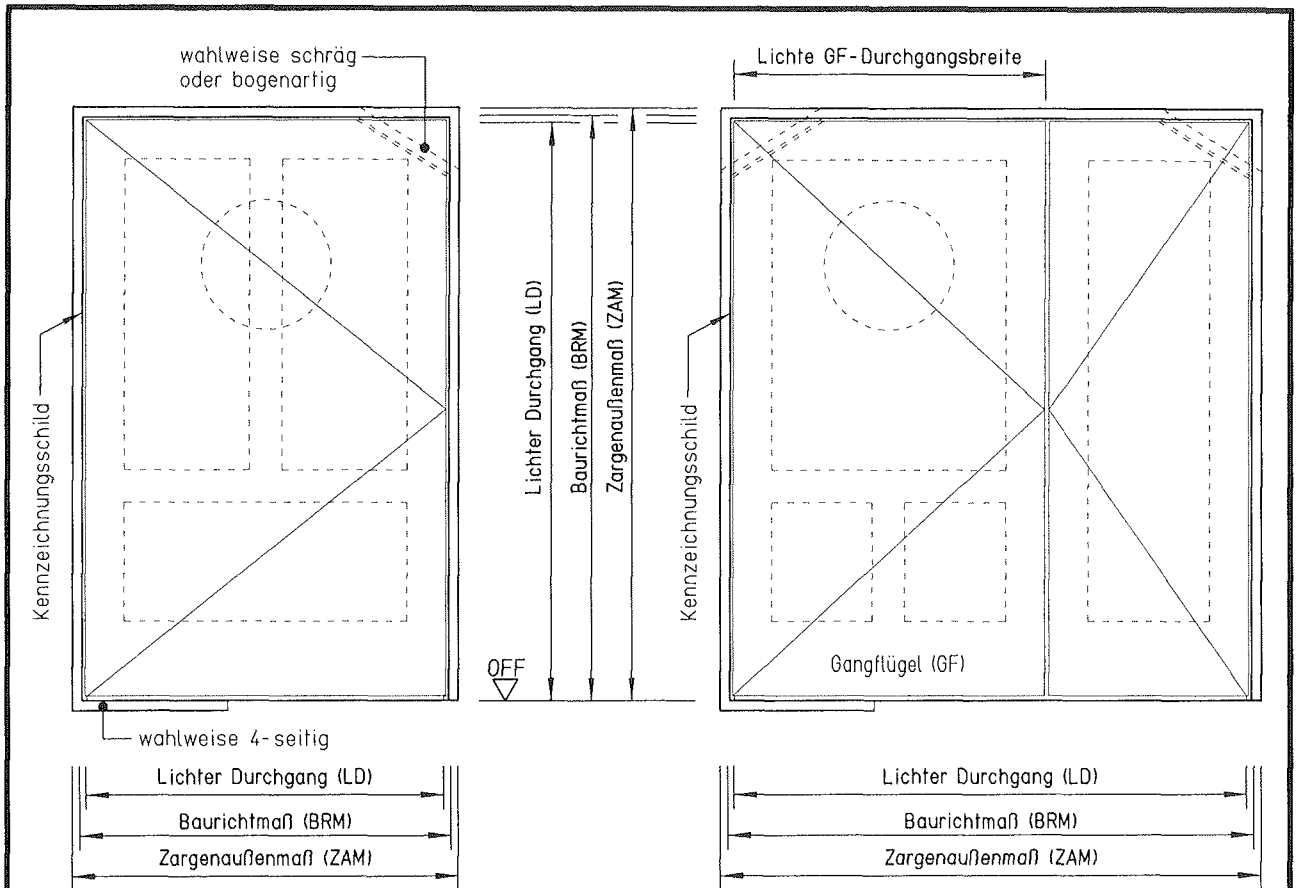 wahlweise schräg
oder bogenartig
Lichte GF-Durchgangsbreite
Kennzeichnungsschild
Lichter Durchgang (LD)
Baurichtmaß (BRM)
Zargenaußenmaß (ZAM)
Kennzeichnungsschild
OFF
Gangflügel (GF)
wahlweise 4-seitig
Lichter Durchgang (LD)
Baurichtmaß (BRM)
Zargenaußenmaß (ZAM)
Lichter Durchgang (LD)
Baurichtmaß (BRM)
Zargenaußenmaß (ZAM)